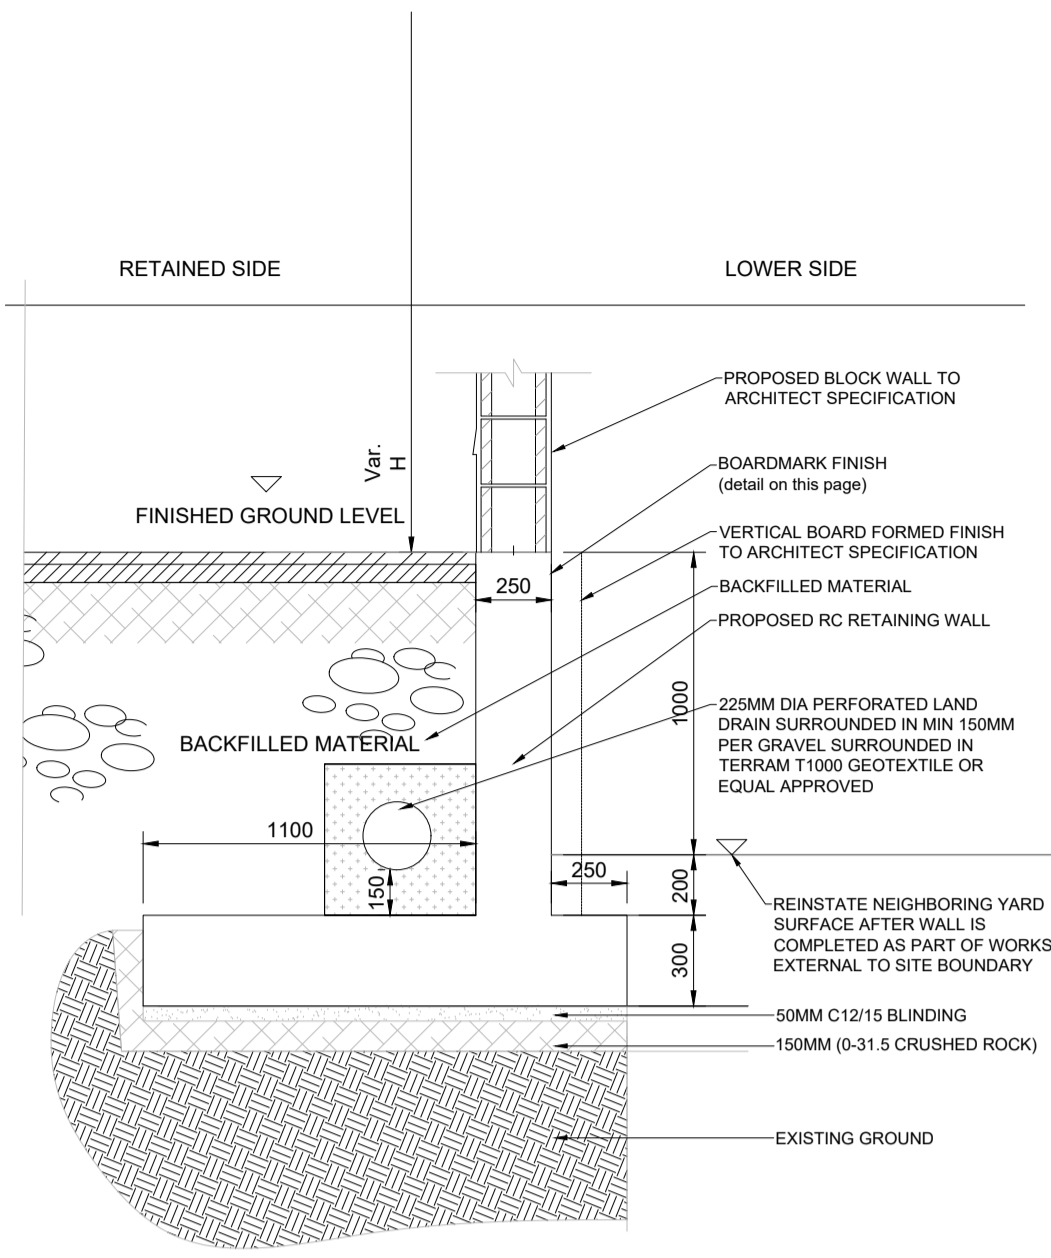 RETAINED SIDE
LOWER SIDE
PROPOSED BLOCK WALL TO
ARCHITECT SPECIFICATION
Var.
H
BOARDMARK FINISH
(detail on this page)
FINISHED GROUND LEVEL
VERTICAL BOARD FORMED FINISH
TO ARCHITECT SPECIFICATION
250
BACKFILLED MATERIAL
PROPOSED RC RETAINING WALL
1000
225MM DIA PERFORATED LAND
DRAIN SURROUNDED IN MIN 150MM
PER GRAVEL SURROUNDED IN
TERRAM T1000 GEOTEXTILE OR
EQUAL APPROVED
BACKFILLED MATERIAL
1100
150
250
200
REINSTATE NEIGHBORING YARD
SURFACE AFTER WALL IS
COMPLETED AS PART OF WORKS
EXTERNAL TO SITE BOUNDARY
300
50MM C12/15 BLINDING
150MM (0-31.5 CRUSHED ROCK)
EXISTING GROUND